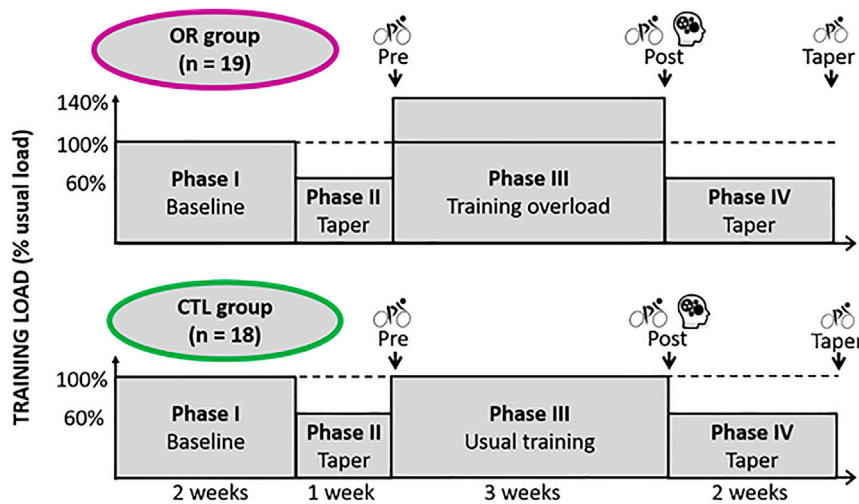 OR group
(n = 19)
Pre
Post
Taper
TRAINING LOAD (% usual load)
140%
100%
60%
Phase I
Baseline
Phase II
Taper
Phase III
Training overload
Phase IV
Taper
CTL group
(n = 18)
Pre
Post
Taper
100%
60%
Phase I
Baseline
Phase II
Taper
Phase III
Usual training
Phase IV
Taper
2 weeks
1 week
3 weeks
2 weeks